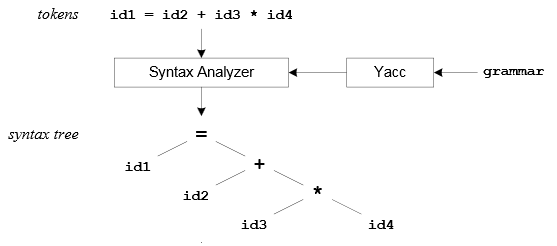 tokens id1 = id2 + id3 * id4
Syntax Analyzer Yacc grammar
syntax tree =
id1 +
id2 *
id3 id4